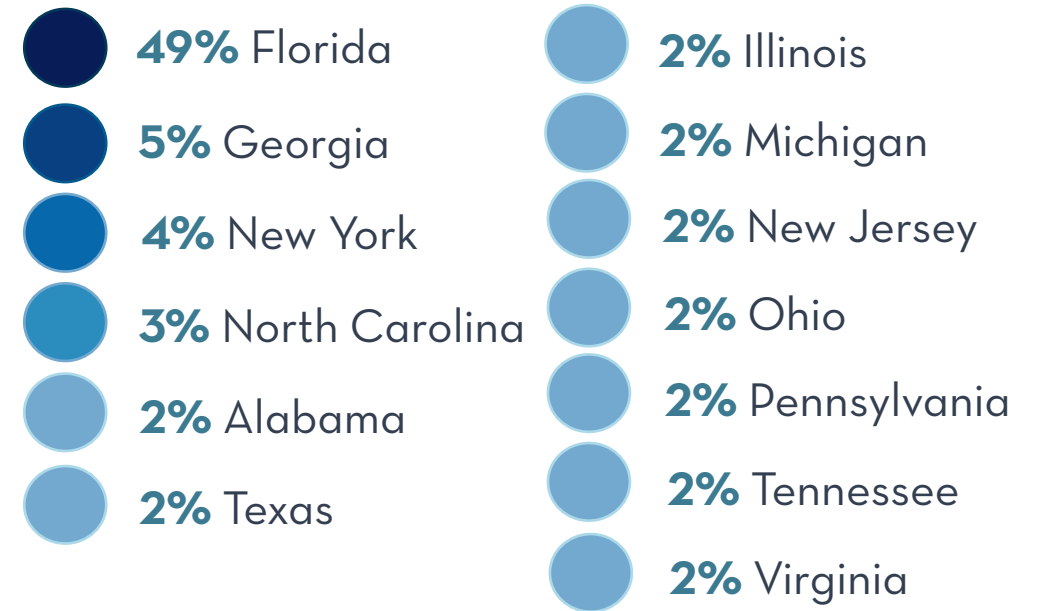 49% Florida
5% Georgia
4% New York
3% North Carolina
2% Alabama
2% Texas
2% Illinois
2% Michigan
2% New Jersey
2% Ohio
2% Pennsylvania
2% Tennessee
2% Virginia